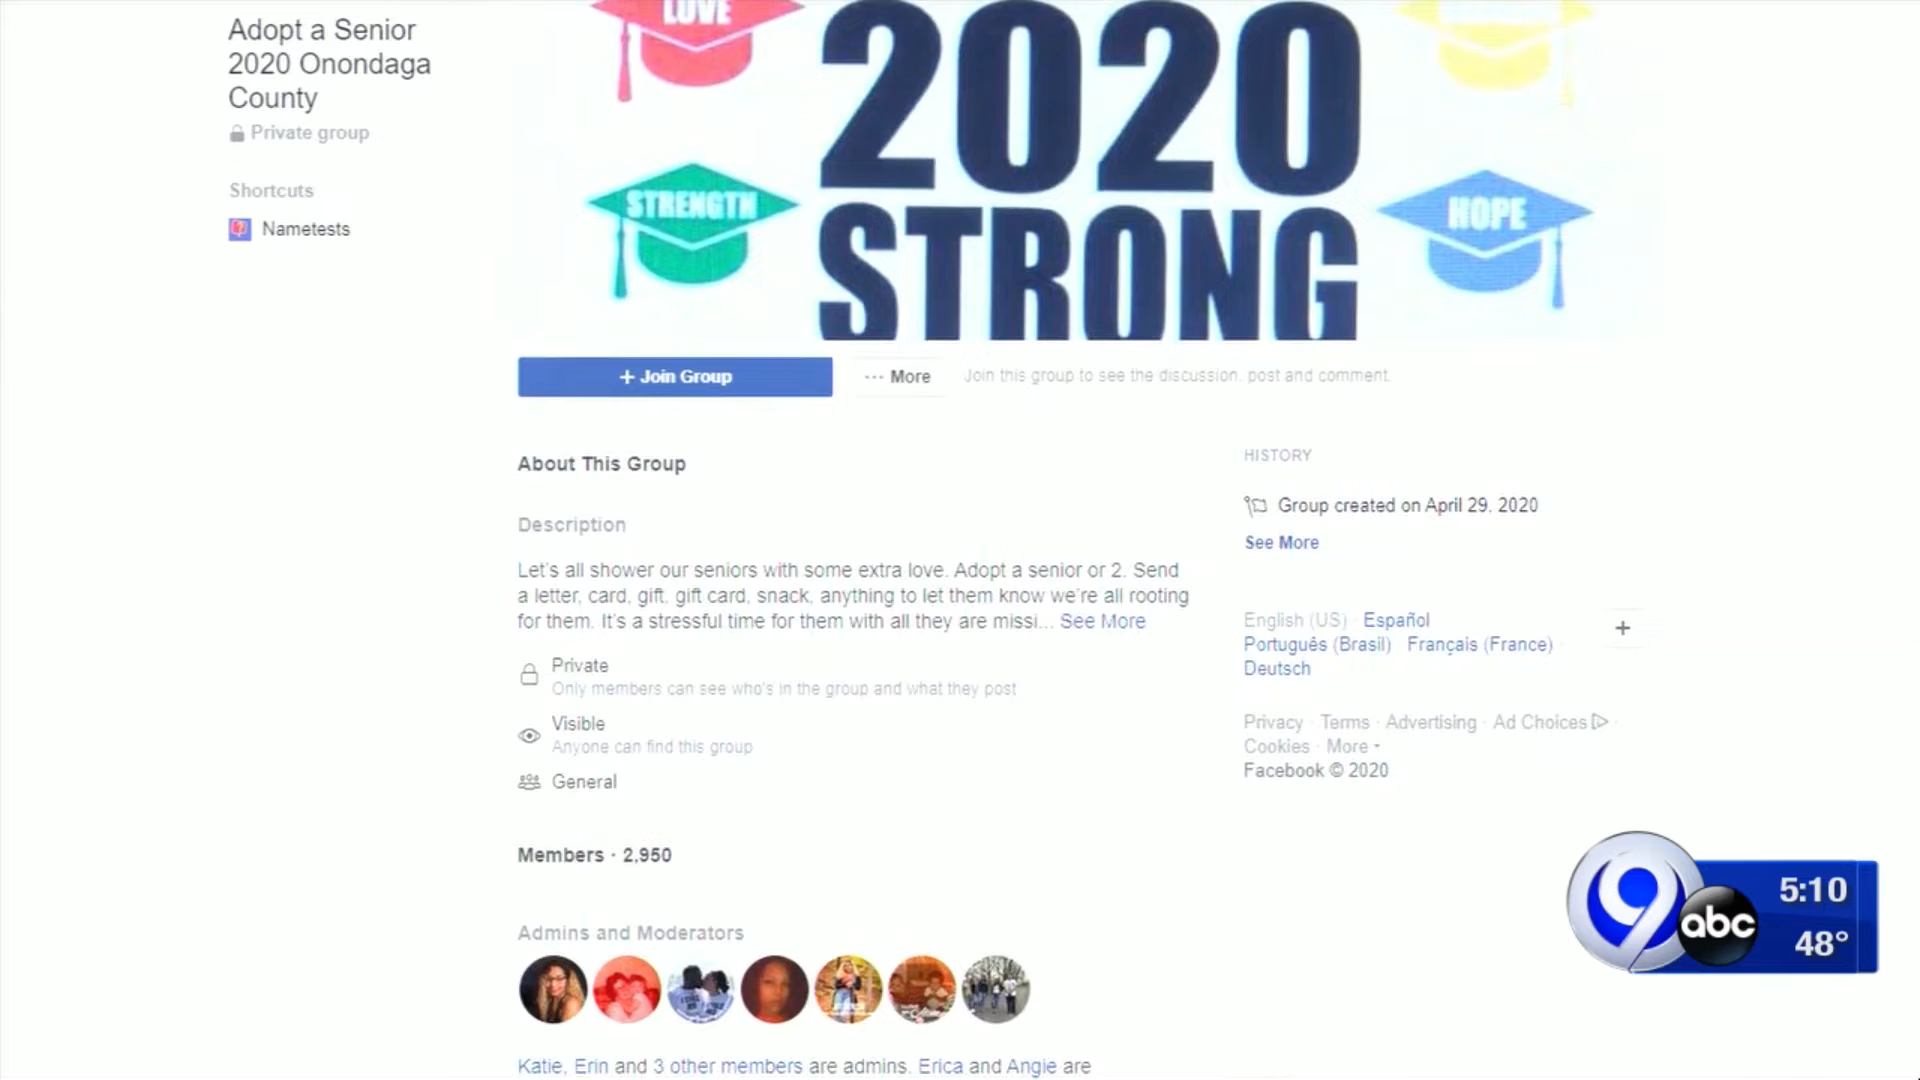 Adopt a Senior
2020 Onondaga
County
Private group
Shortcuts
Nametests
LOVE
2020
STRENGTH
HOPE
STRONG
+ Join Group
··· More
Join this group to see the discussion, post and comment.
About This Group
Description
Let's all shower our seniors with some extra love. Adopt a senior or 2. Send
a letter, card, gift, gift card, snack, anything to let them know we're all rooting
for them. It's a stressful time for them with all they are missi... See More
Private
Only members can see who's in the group and what they post
Visible
Anyone can find this group
General
Members · 2,950
Admins and Moderators
Katie, Erin and 3 other members are admins. Erica and Angie are
HISTORY
Group created on April 29, 2020
See More
English (US) · Español
Português (Brasil) · Français (France) ·
Deutsch
+
Privacy · Terms · Advertising · Ad Choices ·
Cookies · More
Facebook © 2020
9
abc
5:10
48°